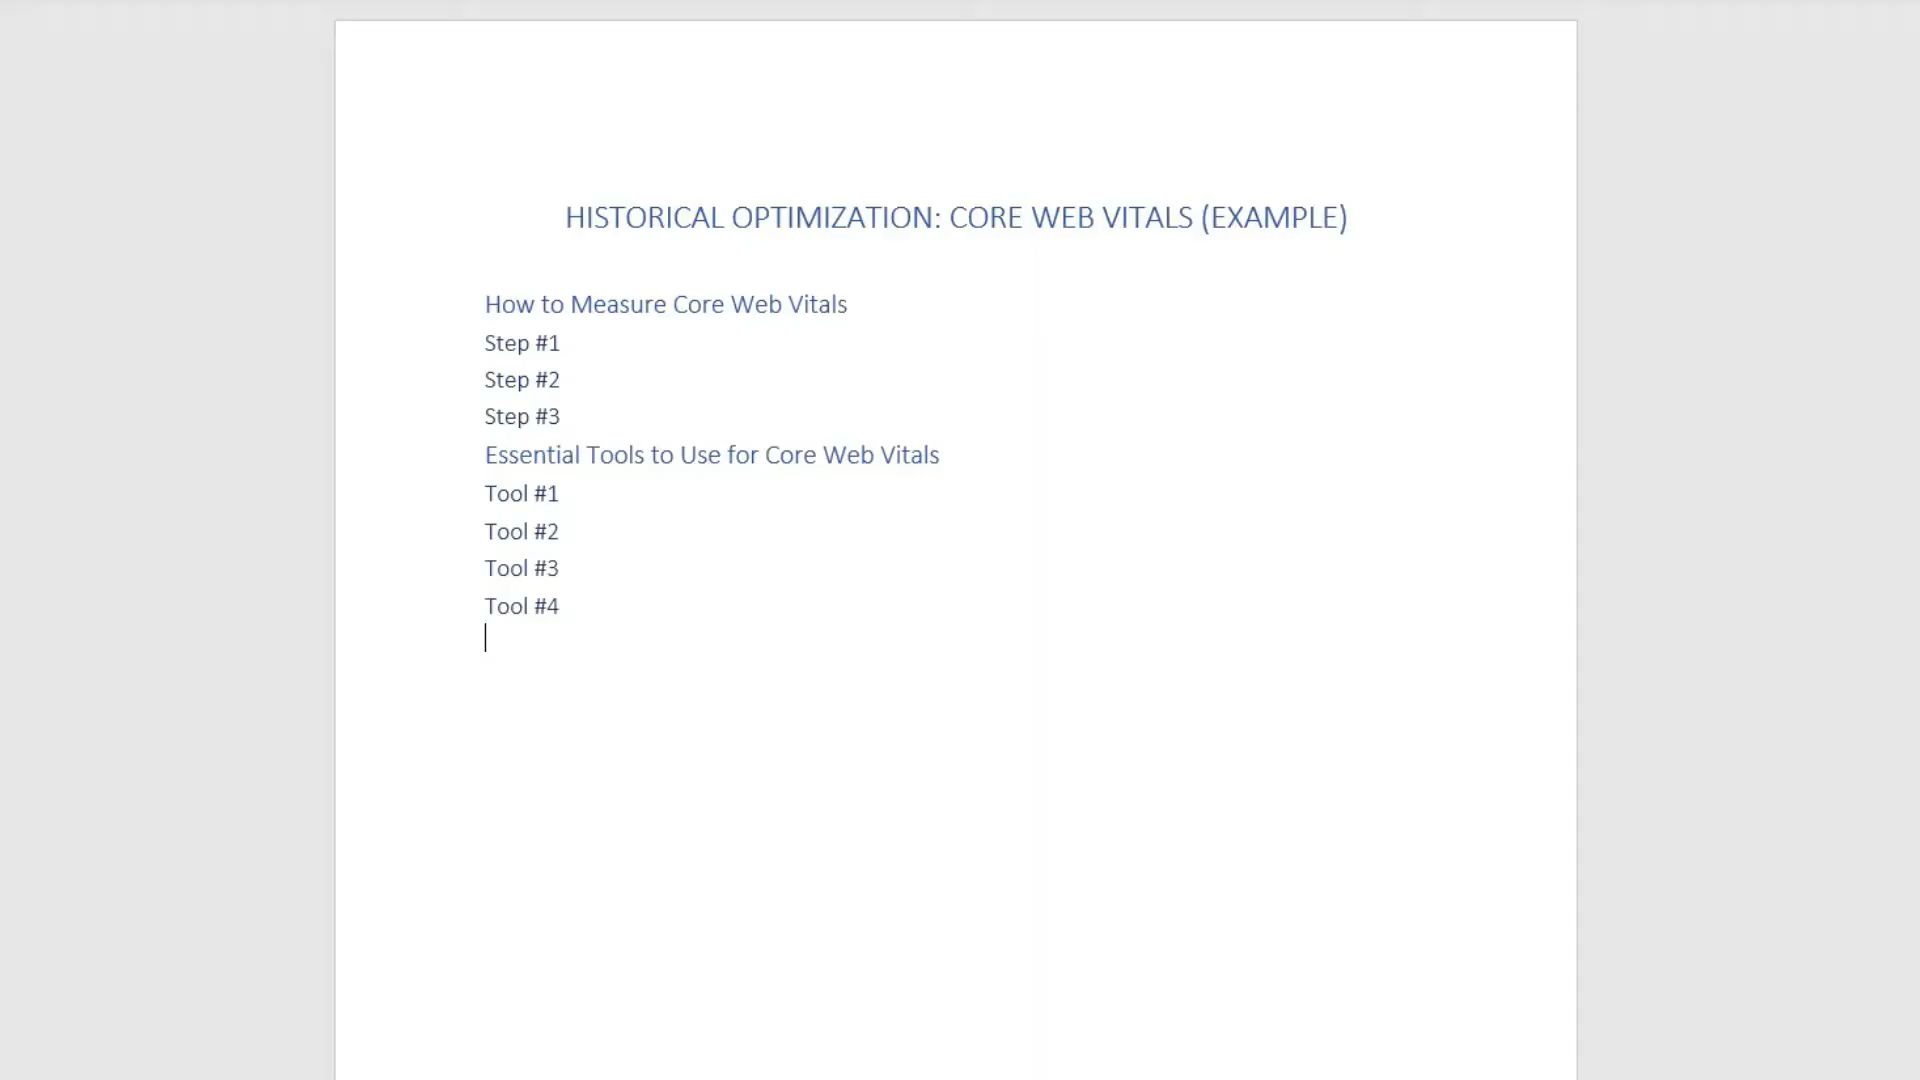 HISTORICAL OPTIMIZATION: CORE WEB VITALS (EXAMPLE)
How to Measure Core Web Vitals
Step #1
Step #2
Step #3
Essential Tools to Use for Core Web Vitals
Tool #1
Tool #2
Tool #3
Tool #4